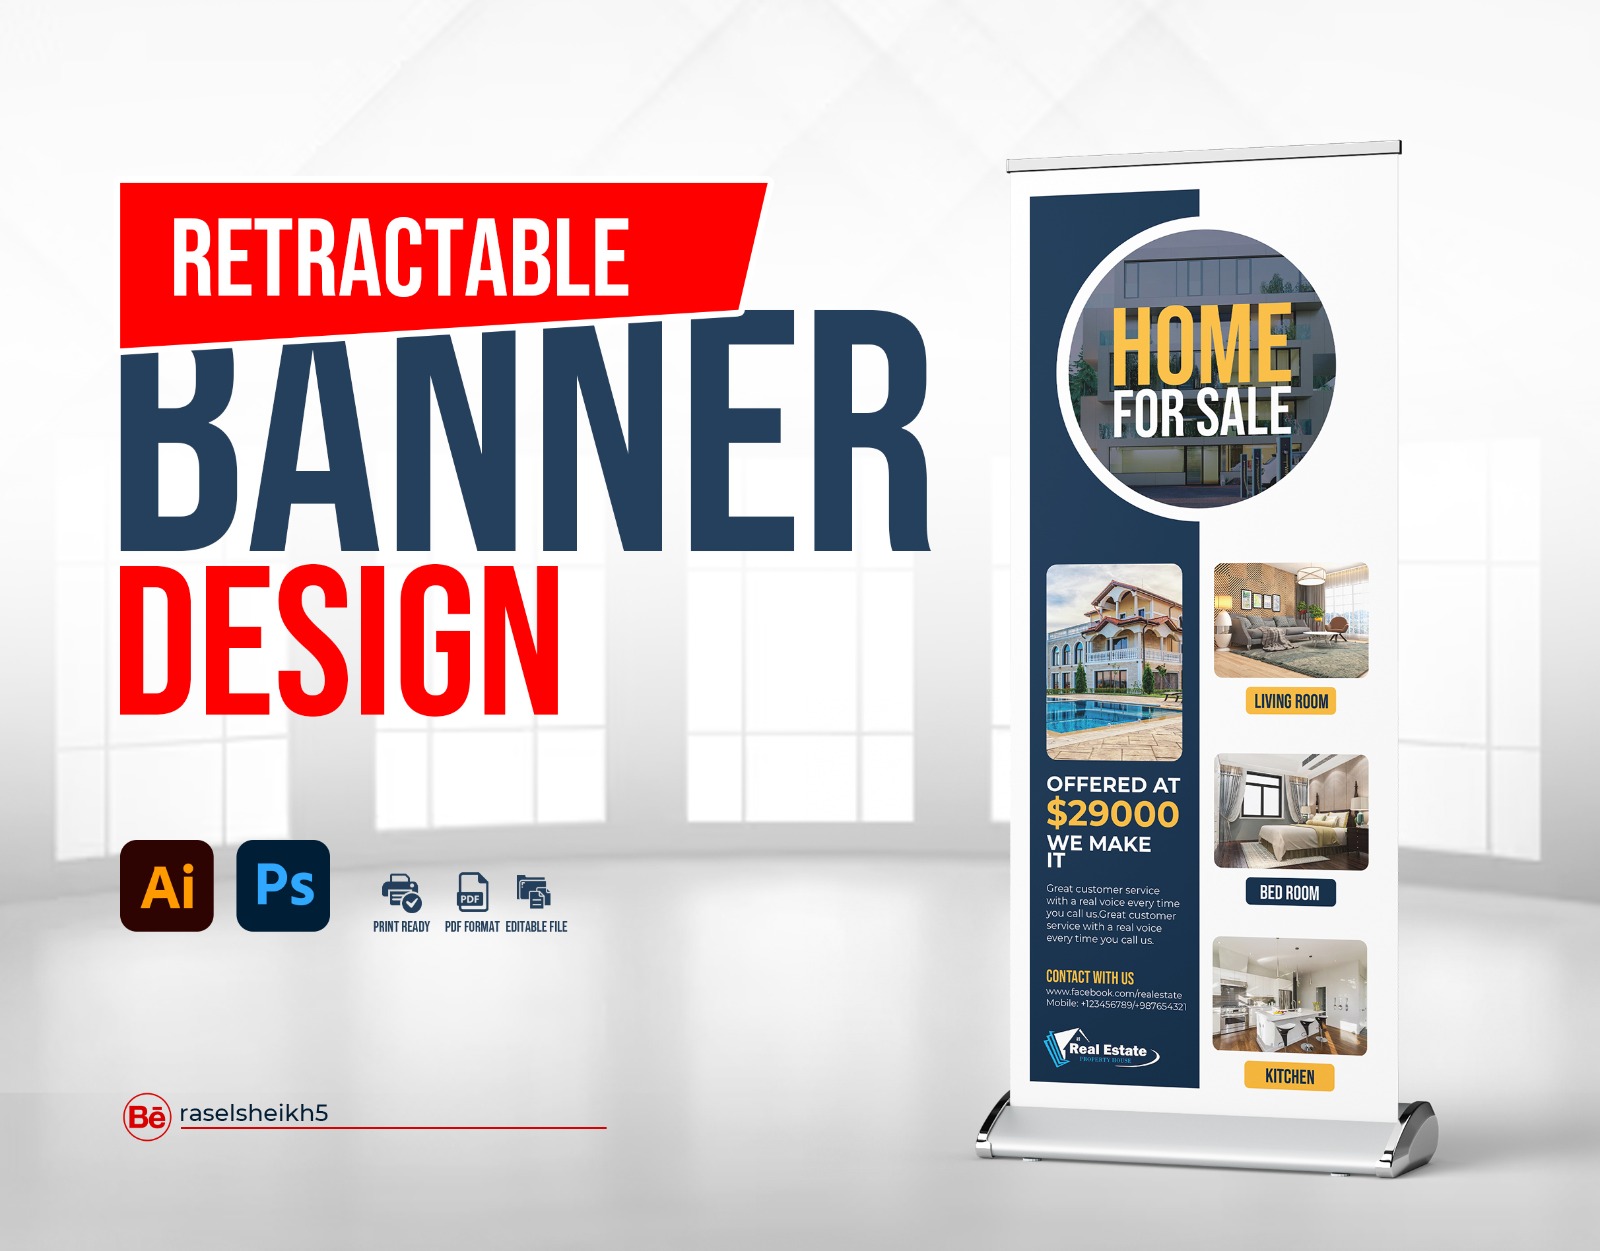 RETRACTABLE
BANNER
DESIGN
Ai
Ps
PRINT READY
PDF
PDF FORMAT
EDITABLE FILE
Bē
raselsheikh5
HOME
FOR SALE
OFFERED AT
$29000
WE MAKE
IT
Great customer service
with a real voice every time
you call us.Great customer
service with a real voice
every time you call us.
CONTACT WITH US
www.facebook.com/realestate
Mobile: +123456789/+987654321
Real Estate
PROPERTY HOUSE
LIVING ROOM
BED ROOM
KITCHEN